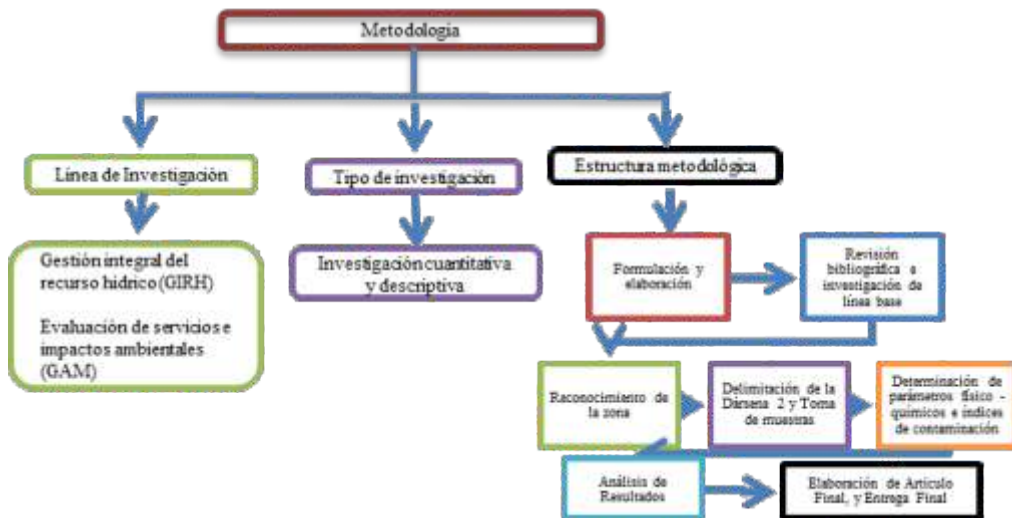 Metodología
Línea de Investigación
Tipo de investigación
Estructura metodológica
Gestión integral del
recurso hídrico (GIRH)
Evaluación de servicios e
impactos ambientales
(GAM)
Investigación cuantitativa
y descriptiva
Formulación y
elaboración
Revisión
bibliográfica e
investigación de
línea base
Reconocimiento de
la zona
Delimitación de la
Dársena 2 y Toma
de muestras
Determinación de
parámetros físico -
químicos e índices
de contaminación
Análisis de
Resultados
Elaboración de Artículo
Final, y Entrega Final